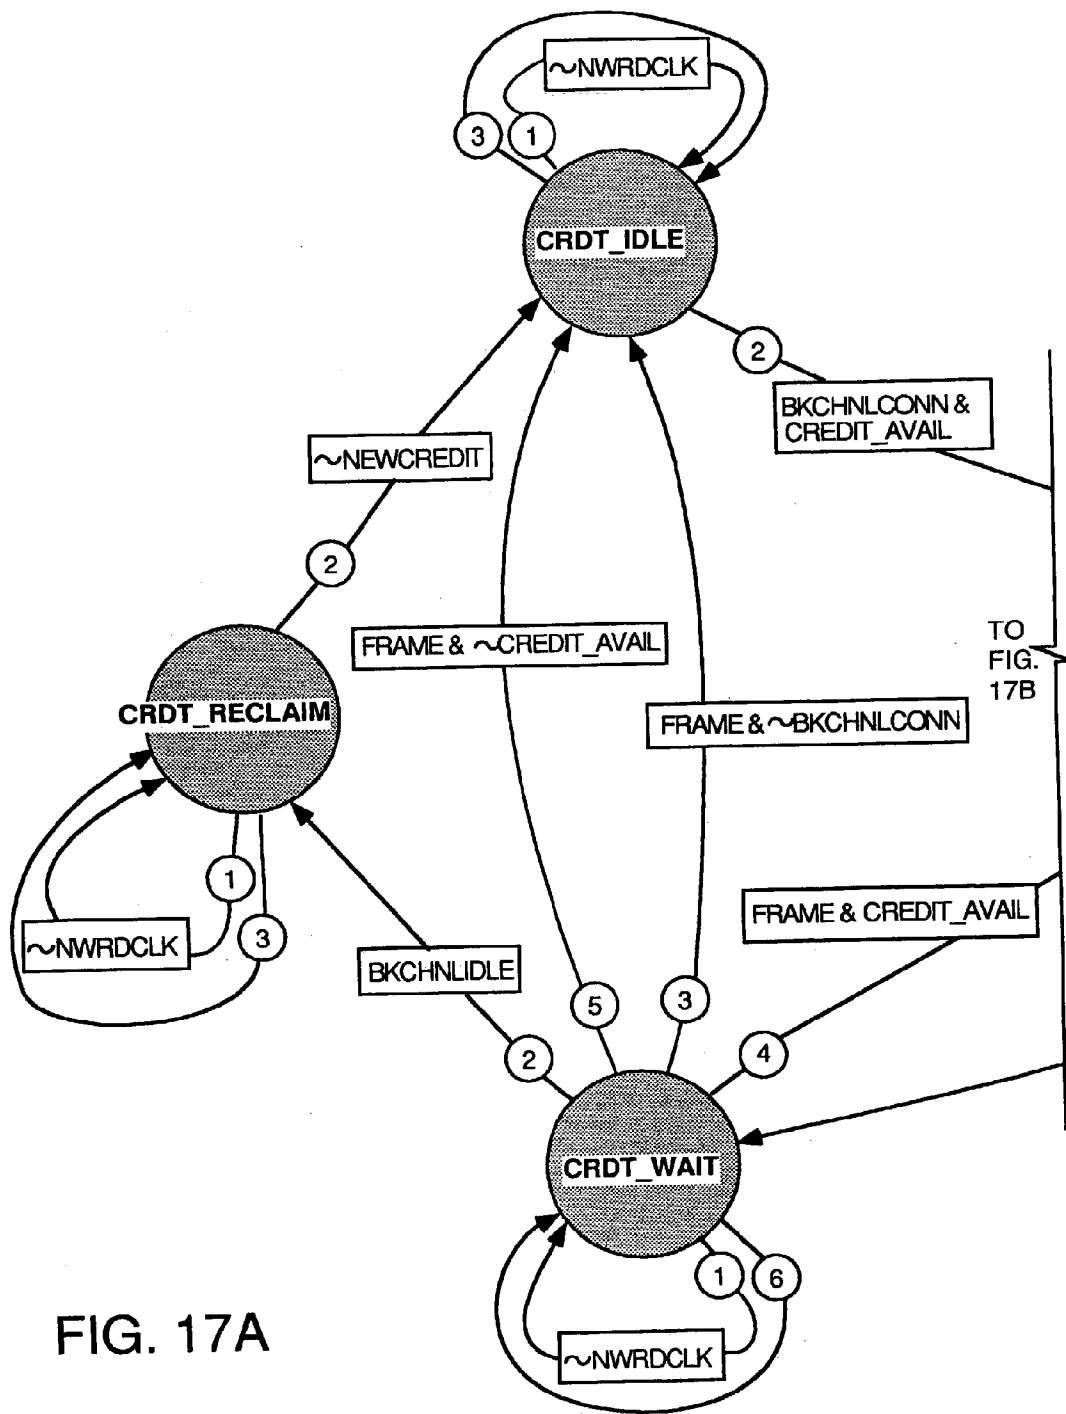 ~NWRDCLK
3
1
CRDT_IDLE
2
BKCHNLCONN &
CREDIT_AVAIL
~NEWCREDIT
2
FRAME & ~CREDIT_AVAIL
TO
FIG.
17B
CRDT_RECLAIM
FRAME & ~BKCHNLCONN
1
3
~NWRDCLK
FRAME & CREDIT_AVAIL
BKCHNLIDLE
5
3
2
4
CRDT_WAIT
1
6
~NWRDCLK
FIG. 17A